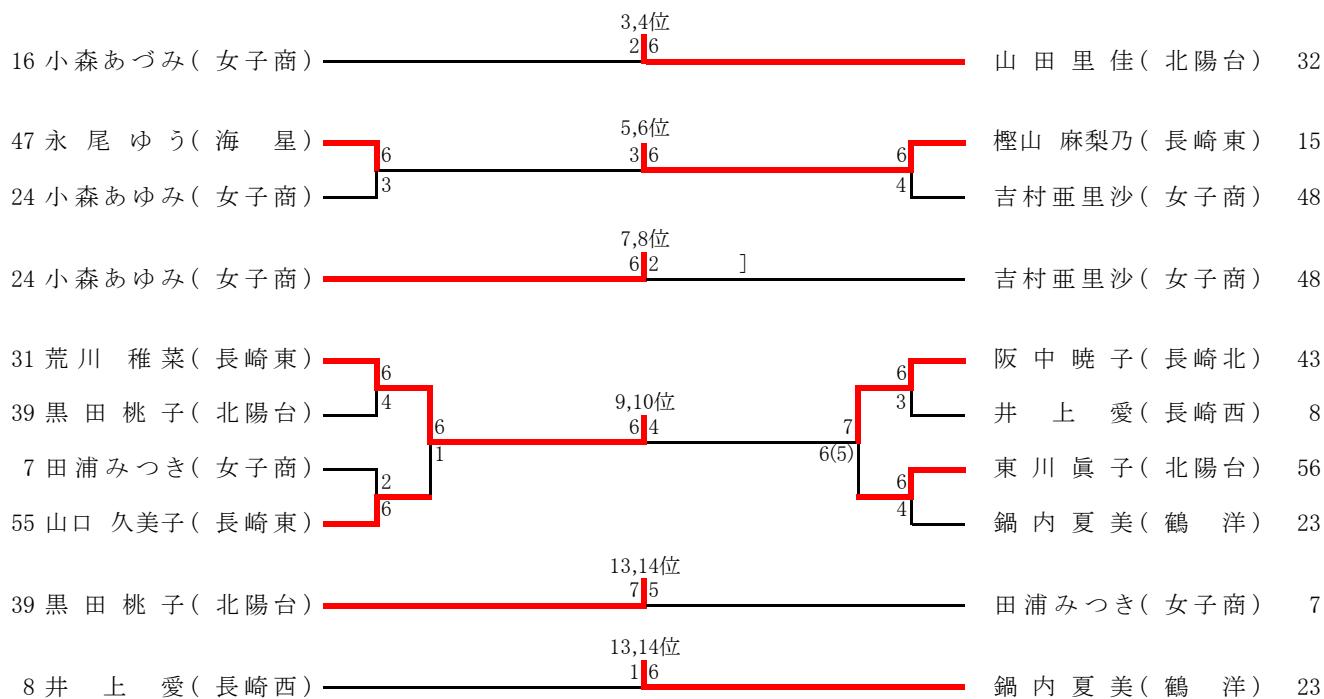 3,4位
16 小森あづみ( 女子商) 2 6 山田里佳( 北陽台) 32
5,6位
47 永尾ゆう( 海星) 6 3 6 6 樫山 麻梨乃( 長崎東) 15
24 小森あゆみ( 女子商) 3 4 吉村亜里沙( 女子商) 48
7,8位
24 小森あゆみ( 女子商) 6 2 ] 吉村亜里沙( 女子商) 48
31 荒川 稚菜( 長崎東) 6 6 阪中暁子( 長崎北) 43
39 黒田桃子( 北陽台) 4 3 井上愛( 長崎西) 8
9,10位
6 6 4 7
1 6(5)
7 田浦みつき( 女子商) 2 6 東川眞子( 北陽台) 56
55 山口 久美子( 長崎東) 6 4 鍋内夏美( 鶴洋) 23
13,14位
39 黒田桃子( 北陽台) 7 5 田浦みつき( 女子商) 7
13,14位
8 井上愛( 長崎西) 1 6 鍋内夏美( 鶴洋) 23